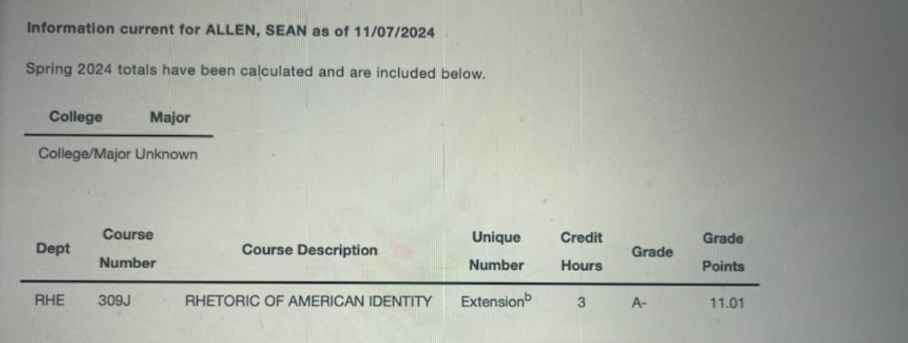 Information current for ALLEN, SEAN as of 11/07/2024
Spring 2024 totals have been calculated and are included below.
College Major
College/Major Unknown
Dept Course Number Course Description Unique Number Credit Hours Grade Grade Points
RHE 309J RHETORIC OF AMERICAN IDENTITY Extensionᵇ 3 A- 11.01